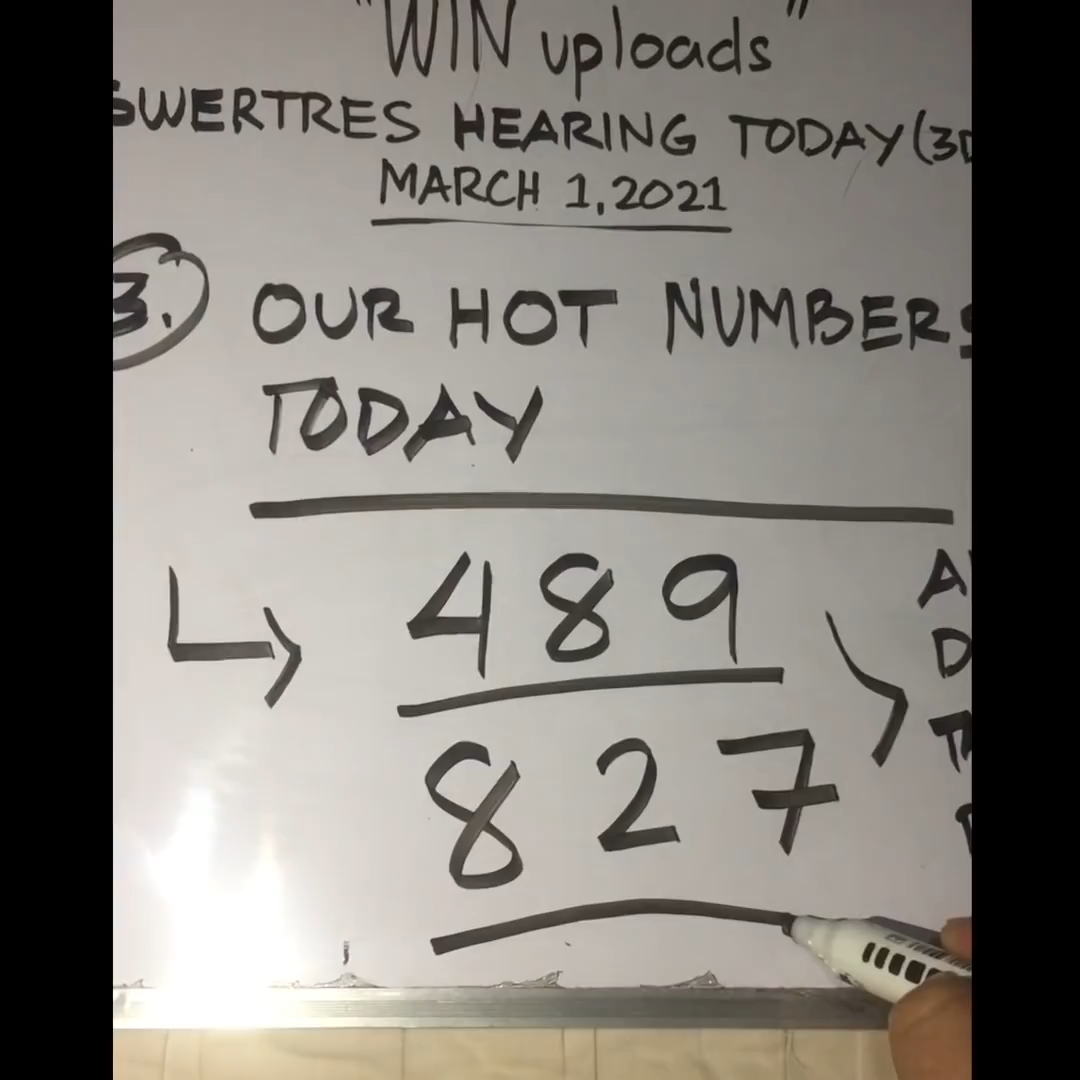 "WIN uploads"
SWERTRES HEARING TODAY (3D
MARCH 1, 2021
3. OUR HOT NUMBERS
TODAY
489
827